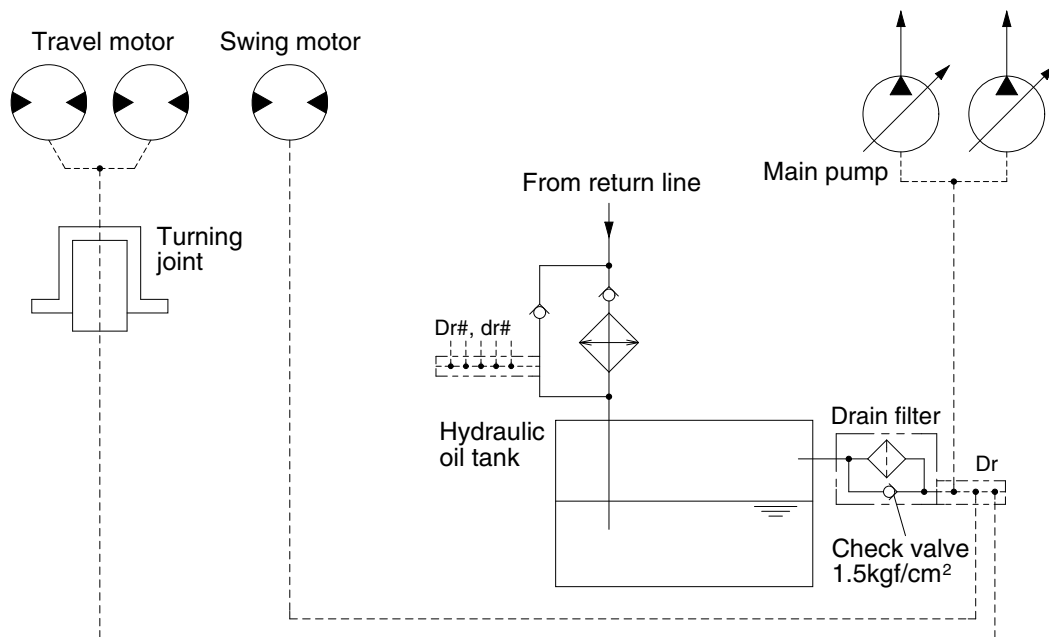 Travel motor
Swing motor
Main pump
From return line
Turning
joint
Dr#, dr#
Hydraulic
oil tank
Drain filter
Dr
Check valve
1.5kgf/cm²